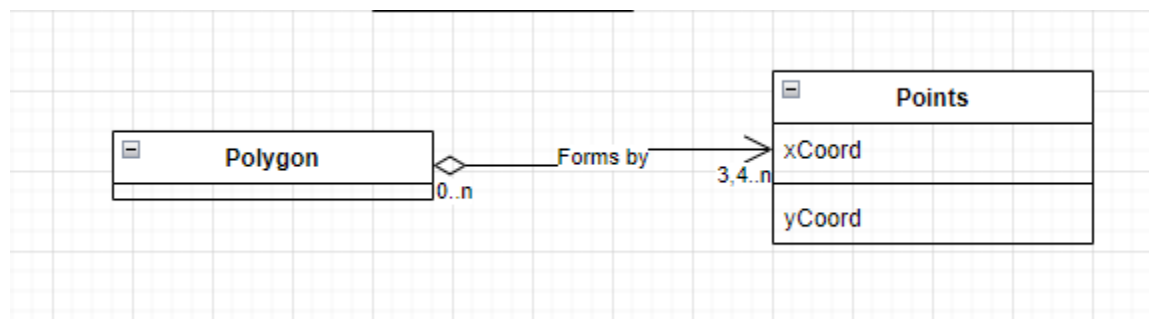 Points
Polygon
Forms by
xCoord
3,4..n
0..n
yCoord